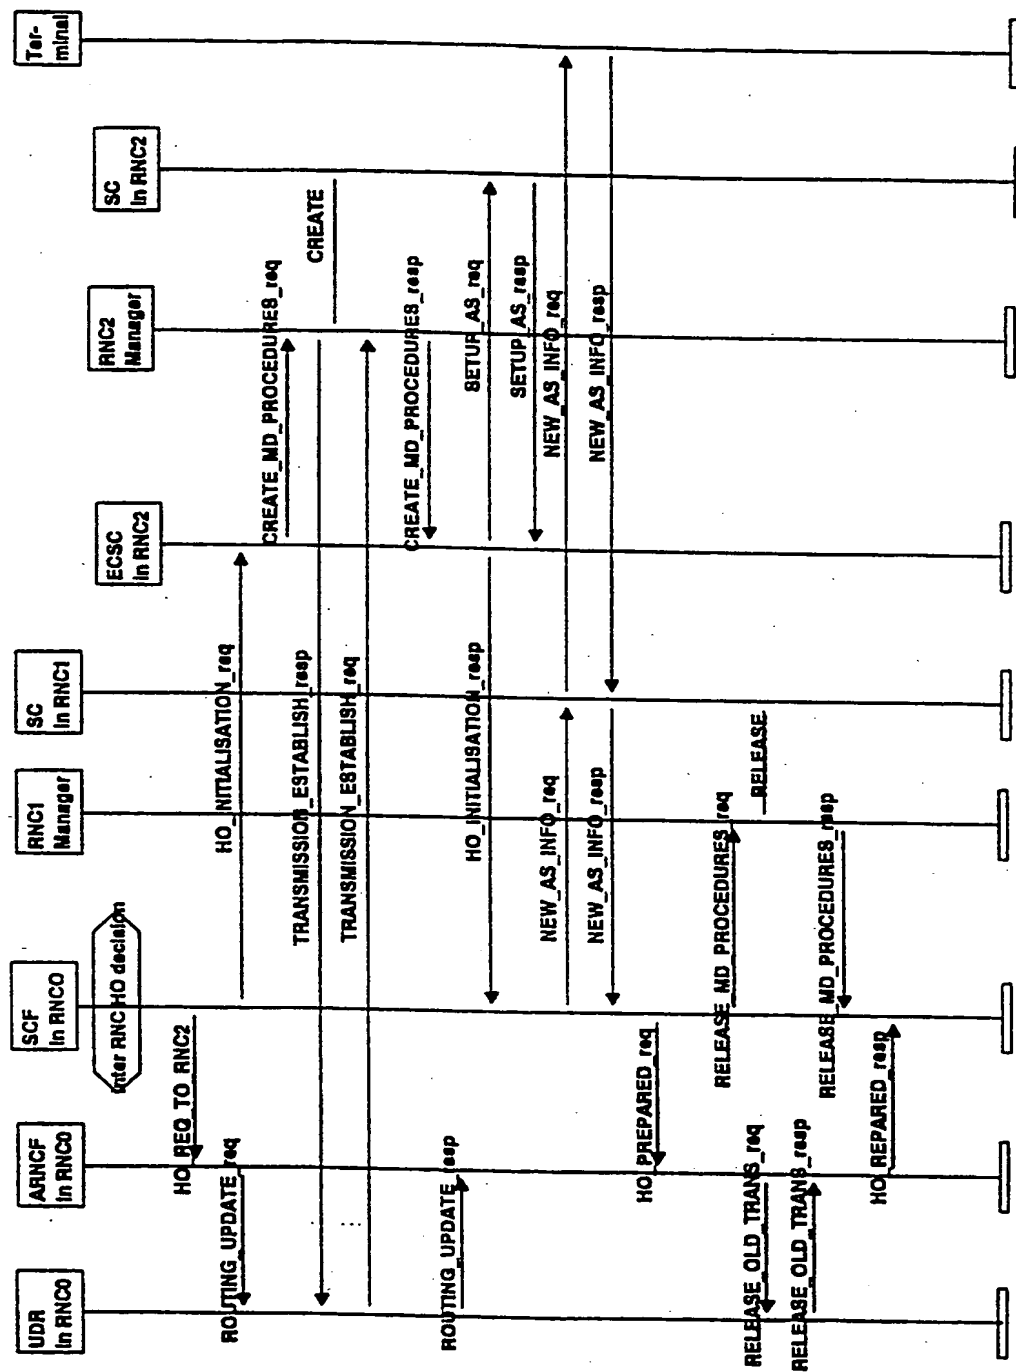 UDR
In RNC0
ARNCF
In RNC0
SCF
In RNC0
RNC1
Manager
SC
In RNC1
ECSC
In RNC2
RNC2
Manager
SC
In RNC2
Ter-
minal
Inter RNC HO decision
HO_REQ_TO_RNC2
ROUTING_UPDATE_req
HO_INITIALISATION_req
CREATE_MD_PROCEDURES_req
TRANSMISSION_ESTABLISH_resp
CREATE
TRANSMISSION_ESTABLISH_req
CREATE_MD_PROCEDURES_resp
ROUTING_UPDATE_resp
HO_INITIALISATION_resp
SETUP_AS_req
SETUP_AS_resp
NEW_AS_INFO_req
NEW_AS_INFO_req
NEW_AS_INFO_resp
NEW_AS_INFO_resp
HO_PREPARED_req
RELEASE_MD_PROCEDURES_req
RELEASE
RELEASE_OLD_TRANS_req
RELEASE_OLD_TRANS_resp
RELEASE_MD_PROCEDURES_resp
HO_REPARED_resp